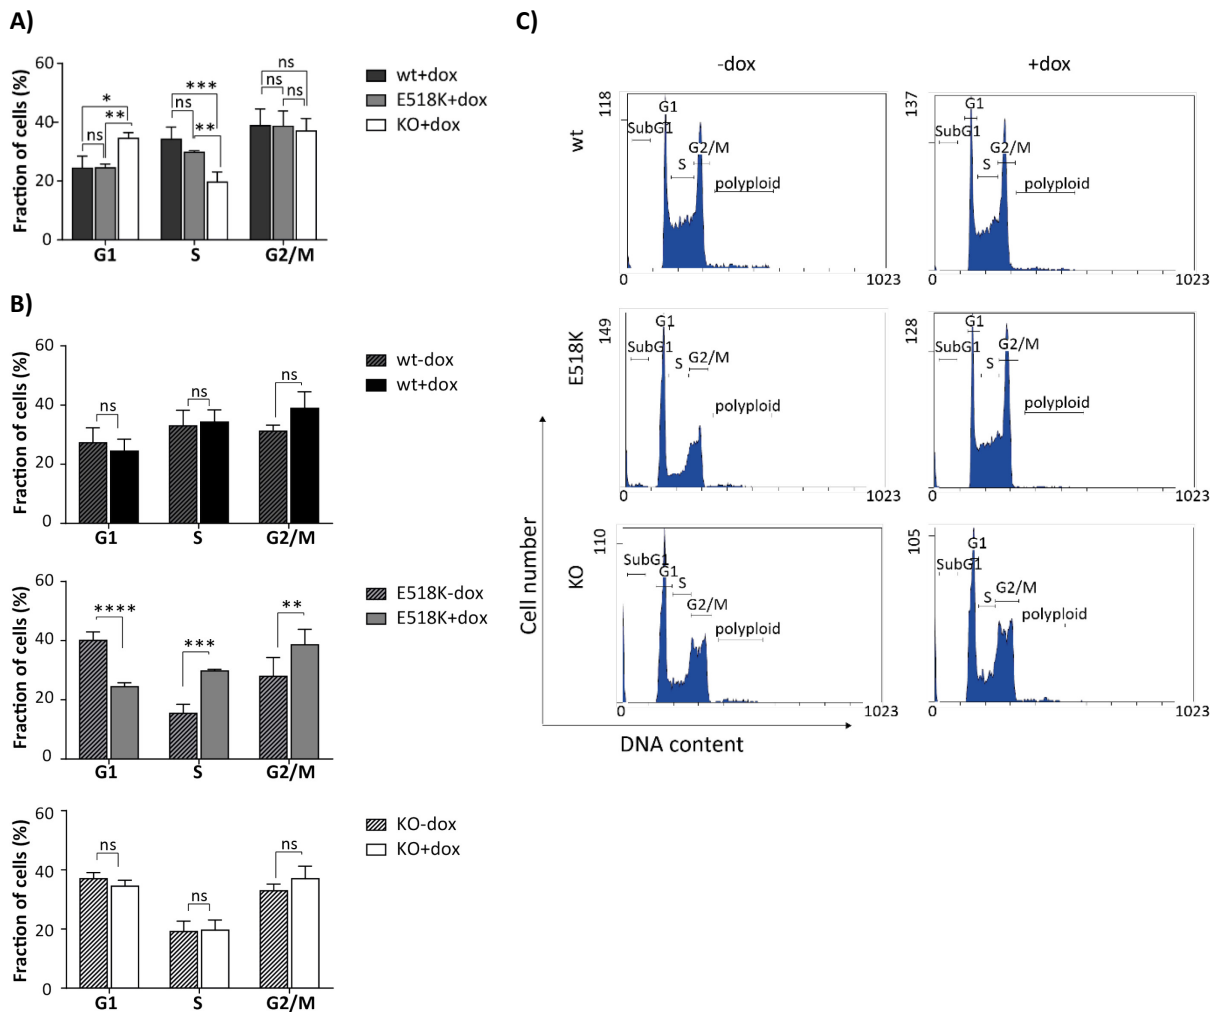 A)
Fraction of cells (%)
60
40
20
0
ns
ns
ns
***
ns
**
*
**
ns
G1
S
G2/M
wt+dox
E518K+dox
KO+dox
B)
Fraction of cells (%)
60
40
20
0
ns
ns
ns
G1
S
G2/M
wt-dox
wt+dox
Fraction of cells (%)
60
40
20
0
****
***
**
G1
S
G2/M
E518K-dox
E518K+dox
Fraction of cells (%)
60
40
20
0
ns
ns
ns
G1
S
G2/M
KO-dox
KO+dox
C)
-dox
+dox
wt
118
SubG1
G1
S
G2/M
polyploid
0
1023
137
SubG1
G1
S
G2/M
polyploid
0
1023
E518K
149
SubG1
G1
S
G2/M
polyploid
0
1023
128
SubG1
G1
S
G2/M
polyploid
0
1023
KO
110
SubG1
G1
S
G2/M
polyploid
0
1023
105
SubG1
G1
S
G2/M
polyploid
0
1023
Cell number
DNA content